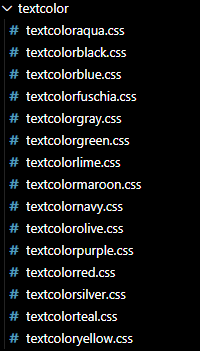 textcolor
# textcoloraqua.css
# textcolorblack.css
# textcolorblue.css
# textcolorfuschia.css
# textcolorgray.css
# textcolorgreen.css
# textcolorlime.css
# textcolormaroon.css
# textcolornavy.css
# textcolorolive.css
# textcolorpurple.css
# textcolorred.css
# textcolorsilver.css
# textcolorteal.css
# textcoloryellow.css